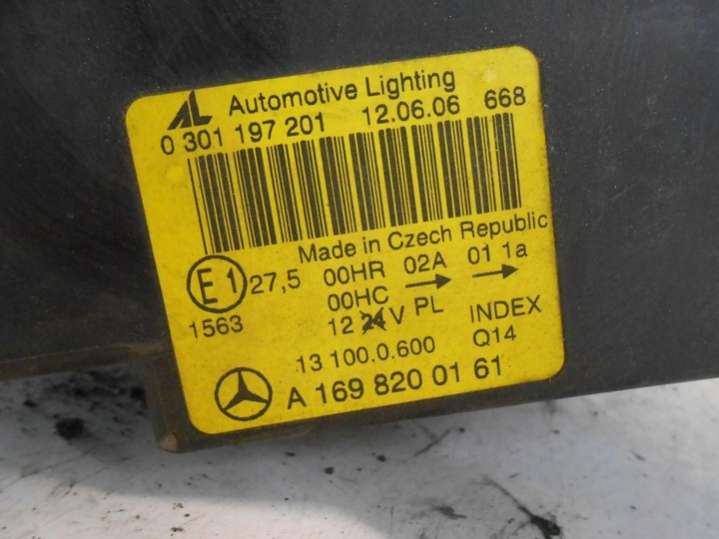 AL Automotive Lighting
0 301 197 201 12.06.06 668
Made in Czech Republic
E1 27,5 00HR 02A 01 1a
00HC → →
1563 12 24 V PL INDEX
13 100.0.600 Q14
A 169 820 01 61